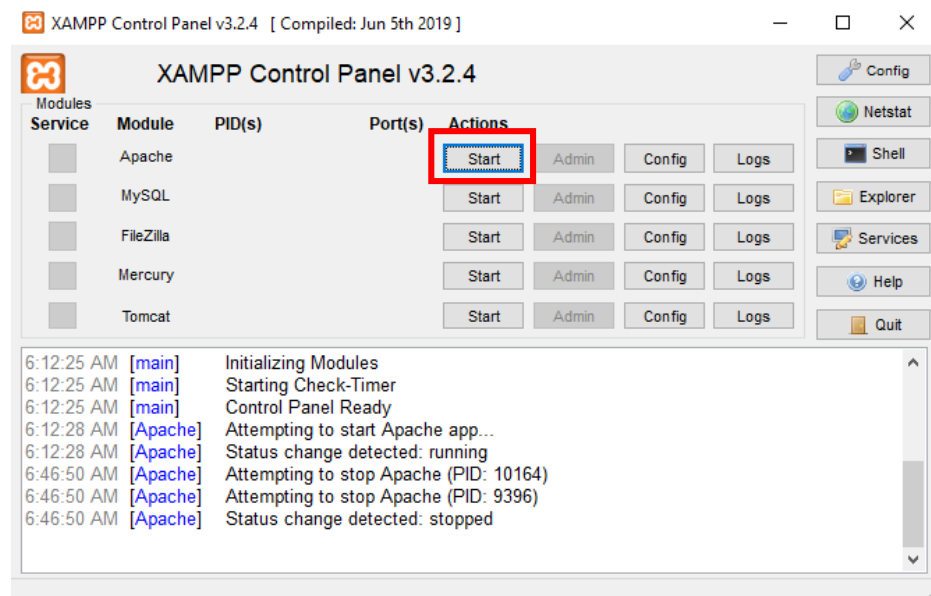 XAMPP Control Panel v3.2.4 [ Compiled: Jun 5th 2019 ]
XAMPP Control Panel v3.2.4
Config
Netstat
Shell
Explorer
Services
Help
Quit
Modules
Service Module PID(s) Port(s) Actions
Apache Start Admin Config Logs
MySQL Start Admin Config Logs
FileZilla Start Admin Config Logs
Mercury Start Admin Config Logs
Tomcat Start Admin Config Logs
6:12:25 AM [main] Initializing Modules
6:12:25 AM [main] Starting Check-Timer
6:12:25 AM [main] Control Panel Ready
6:12:28 AM [Apache] Attempting to start Apache app...
6:12:28 AM [Apache] Status change detected: running
6:46:50 AM [Apache] Attempting to stop Apache (PID: 10164)
6:46:50 AM [Apache] Attempting to stop Apache (PID: 9396)
6:46:50 AM [Apache] Status change detected: stopped